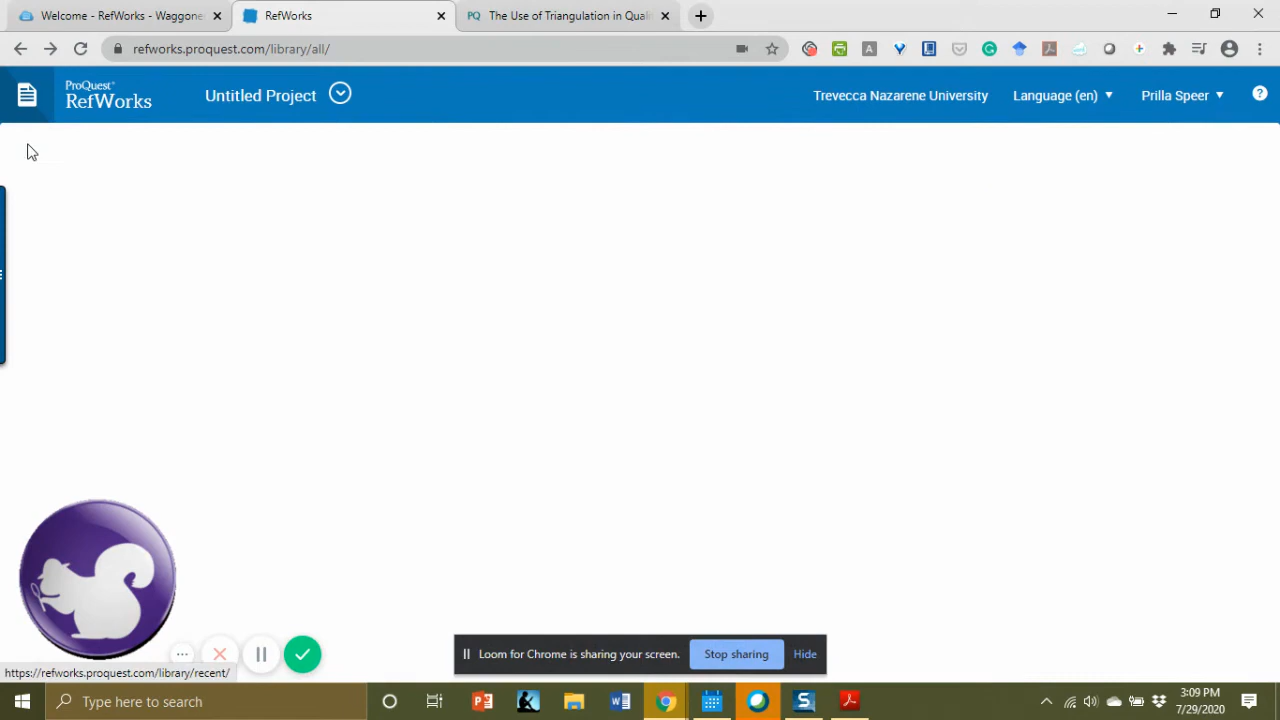 Welcome - RefWorks - Waggone
RefWorks
The Use of Triangulation in Quali
refworks.proquest.com/library/all/
ProQuest
RefWorks
Untitled Project
Trevecca Nazarene University
Language (en)
Prilla Speer
Loom for Chrome is sharing your screen.
Stop sharing
Hide
https://refworks.proquest.com/library/recent/
Type here to search
3:09 PM
7/29/2020